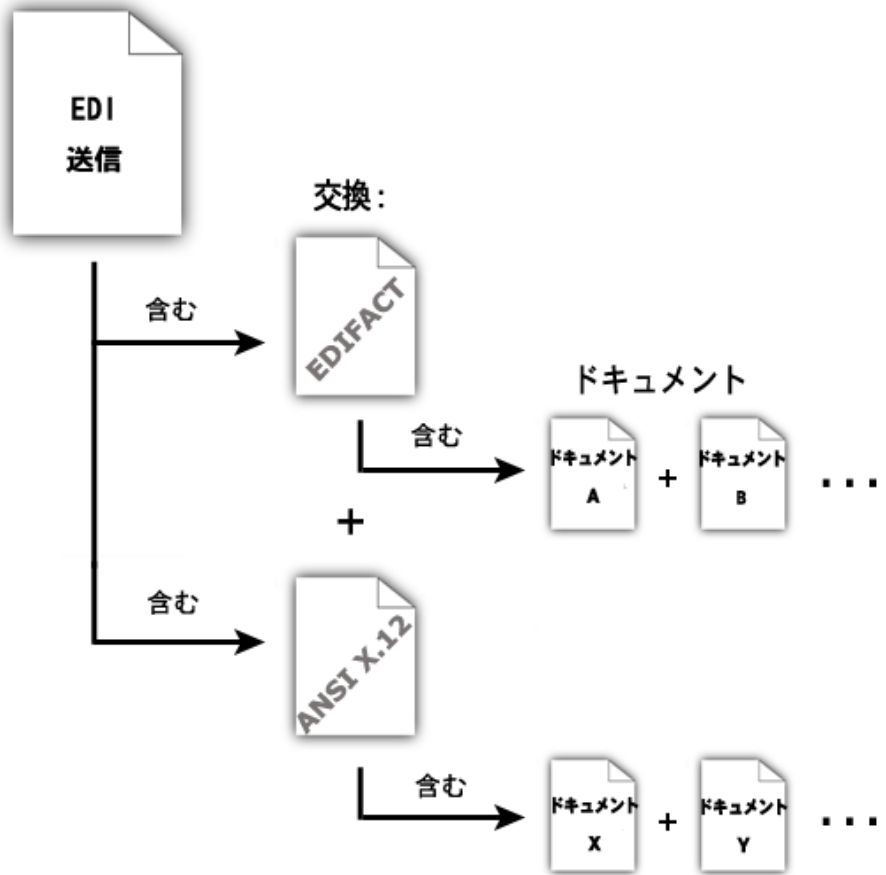 EDI
送信
交換：
含む
EDIFACT
ドキュメント
含む
ドキュメント
A
+
ドキュメント
B
...
+
含む
ANSI X.12
含む
ドキュメント
X
+
ドキュメント
Y
...